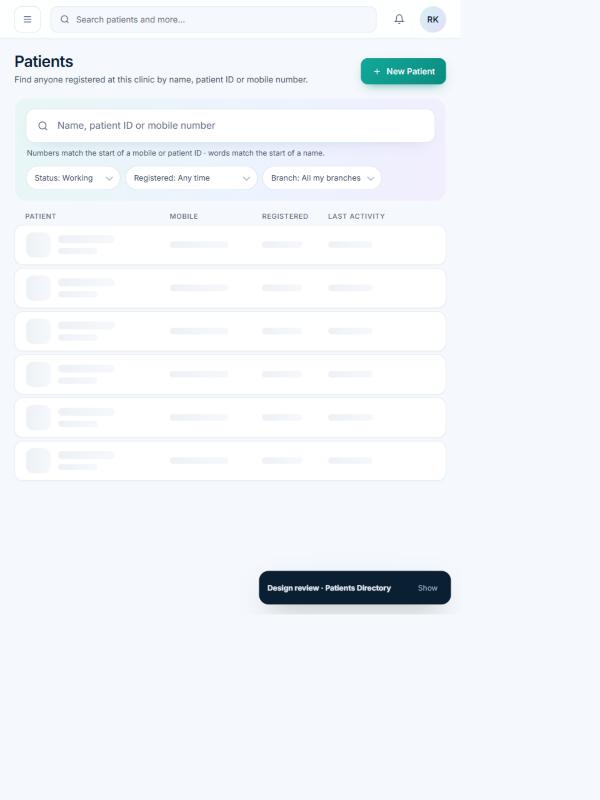 Search patients and more...
RK
Patients
Find anyone registered at this clinic by name, patient ID or mobile number.
New Patient
Name, patient ID or mobile number
Numbers match the start of a mobile or patient ID · words match the start of a name.
Status: Working
Registered: Any time
Branch: All my branches
PATIENT MOBILE REGISTERED LAST ACTIVITY
Design review · Patients Directory Show